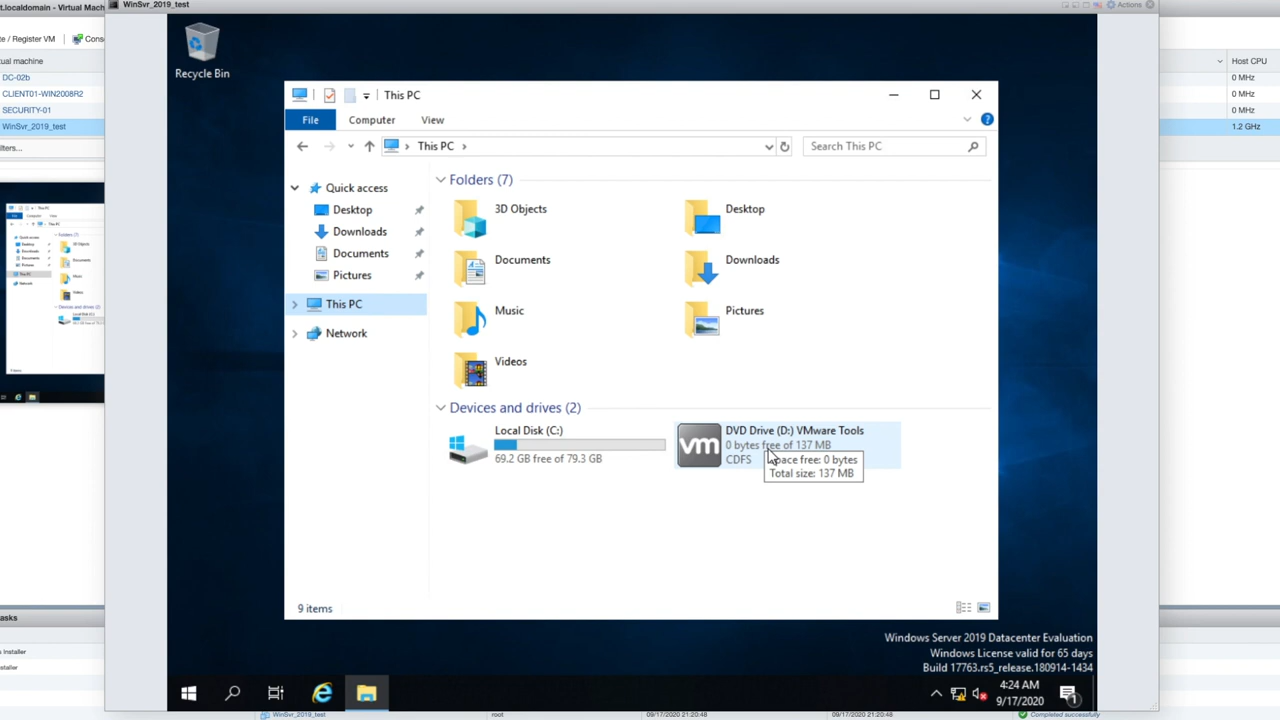 t.localdomain - Virtual Mach
WinSvr_2019_test
Actions
te / Register VM
Cons
tual machine
Host CPU
DC-02b
0 MHz
CLIENT01-WIN2008R2
0 MHz
SECURITY-01
0 MHz
WinSvr_2019_test
1.2 GHz
ilters...
Recycle Bin
This PC
File
Computer
View
This PC
Search This PC
Quick access
Desktop
Downloads
Documents
Pictures
This PC
Network
Folders (7)
3D Objects
Desktop
Documents
Downloads
Music
Pictures
Videos
Devices and drives (2)
Local Disk (C:)
69.2 GB free of 79.3 GB
vm
DVD Drive (D:) VMware Tools
0 bytes free of 137 MB
CDFS
pace free: 0 bytes
Total size: 137 MB
9 items
asks
s Installer
staller
Windows Server 2019 Datacenter Evaluation
Windows License valid for 65 days
Build 17763.rs5_release.180914-1434
4:24 AM
9/17/2020
1
WinSvr_2019_test
root
09/17/2020 21:20:48
09/17/2020 21:20:48
Completed successfully